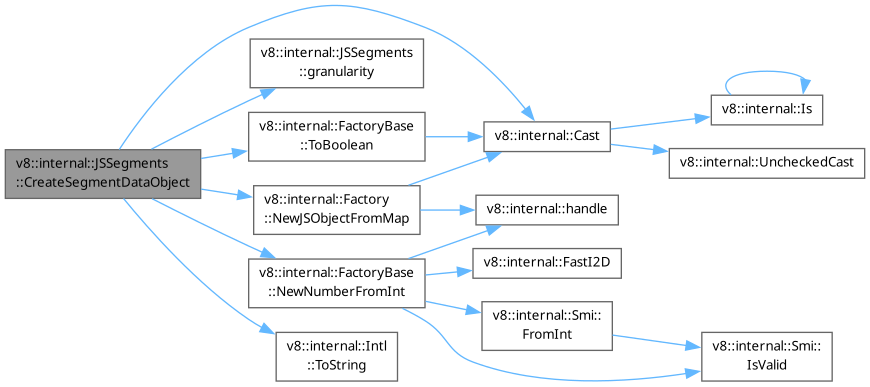 v8::internal::JSSegments
::CreateSegmentDataObject
v8::internal::JSSegments
::granularity
v8::internal::FactoryBase
::ToBoolean
v8::internal::Factory
::NewJSObjectFromMap
v8::internal::FactoryBase
::NewNumberFromInt
v8::internal::Intl
::ToString
v8::internal::Cast
v8::internal::handle
v8::internal::FastI2D
v8::internal::Smi::
FromInt
v8::internal::Is
v8::internal::UncheckedCast
v8::internal::Smi::
IsValid